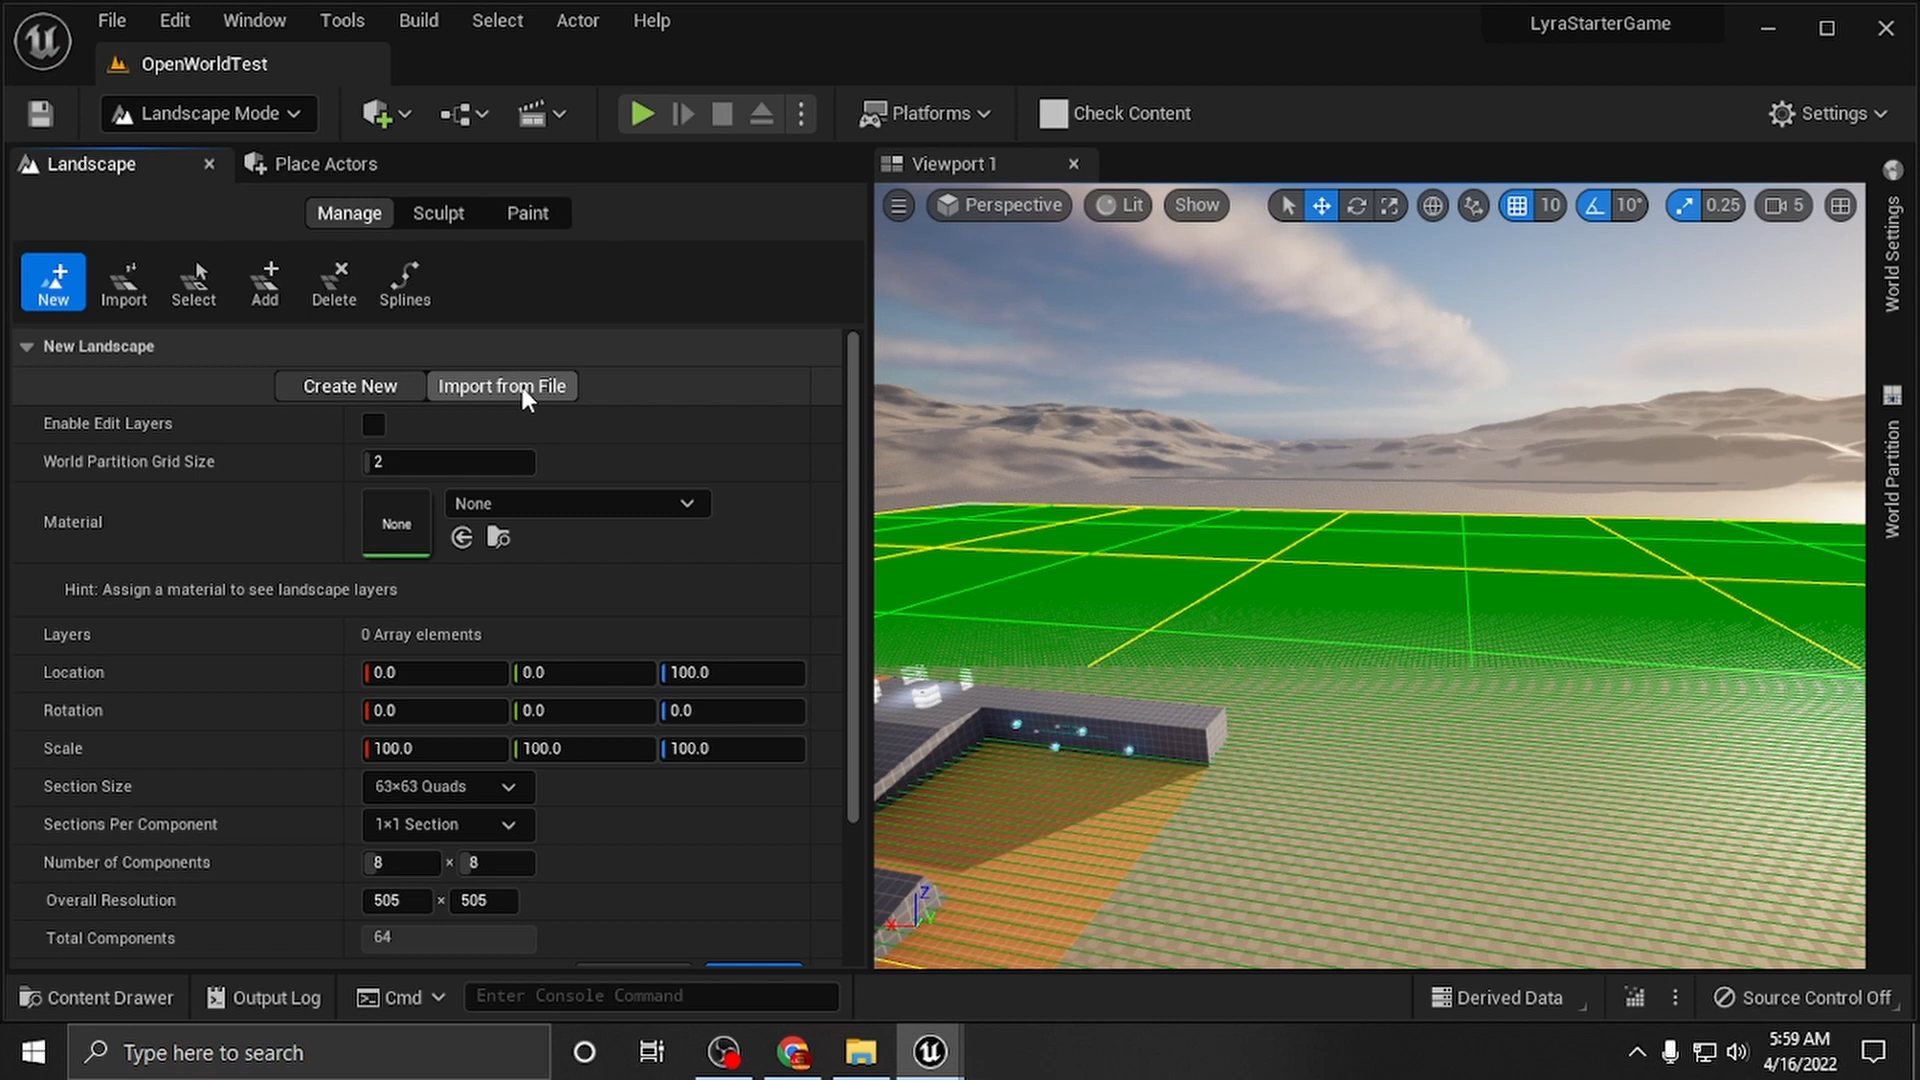 File Edit Window Tools Build Select Actor Help
LyraStarterGame
OpenWorldTest
Landscape Mode
Platforms
Check Content
Settings
Landscape
Place Actors
Viewport 1
Manage Sculpt Paint
Perspective Lit Show 10 10° 0.25 5
New Import Select Add Delete Splines
World Settings
World Partition
New Landscape
Create New Import from File
Enable Edit Layers
World Partition Grid Size 2
Material None None
Hint: Assign a material to see landscape layers
Layers 0 Array elements
Location 0.0 0.0 100.0
Rotation 0.0 0.0 0.0
Scale 100.0 100.0 100.0
Section Size 63×63 Quads
Sections Per Component 1×1 Section
Number of Components 8 × 8
Overall Resolution 505 × 505
Total Components 64
Z
X Y
Content Drawer Output Log Cmd Enter Console Command Derived Data Source Control Off
Type here to search
5:59 AM
4/16/2022